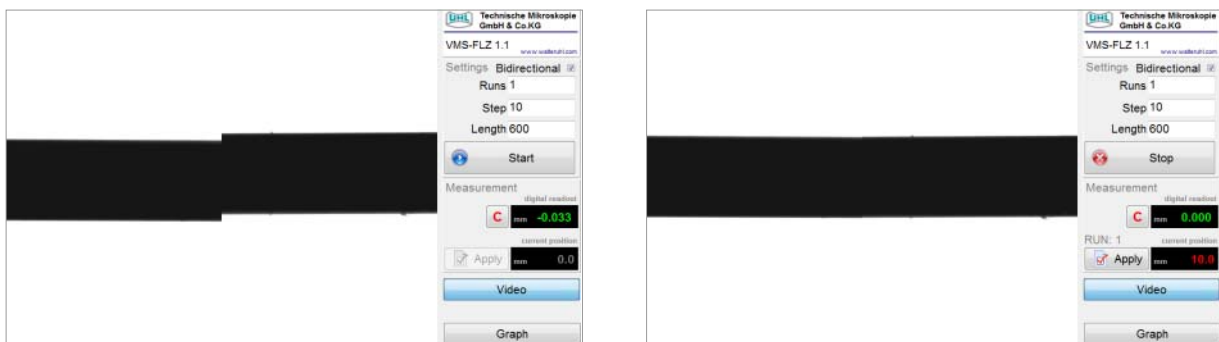 UHL Technische Mikroskopie
GmbH & Co.KG
VMS-FLZ 1.1
www.walteruhl.com
Settings Bidirectional
Runs 1
Step 10
Length 600
Start
Measurement
digital readout
C mm -0.033
current position
Apply mm 0.0
Video
Graph
UHL Technische Mikroskopie
GmbH & Co.KG
VMS-FLZ 1.1
www.walteruhl.com
Settings Bidirectional
Runs 1
Step 10
Length 600
Stop
Measurement
digital readout
C mm 0.000
RUN: 1 current position
Apply mm 10.0
Video
Graph